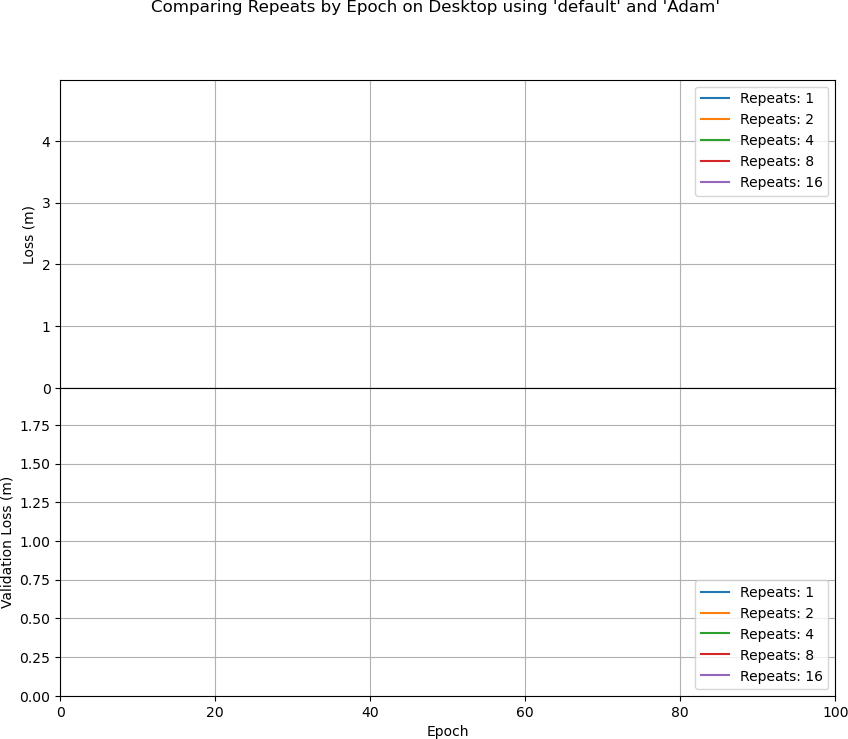 Comparing Repeats by Epoch on Desktop using 'default' and 'Adam'
Loss (m)
4
3
2
1
0
Repeats: 1
Repeats: 2
Repeats: 4
Repeats: 8
Repeats: 16
Validation Loss (m)
1.75
1.50
1.25
1.00
0.75
0.50
0.25
0.00
Repeats: 1
Repeats: 2
Repeats: 4
Repeats: 8
Repeats: 16
0 20 40 60 80 100
Epoch